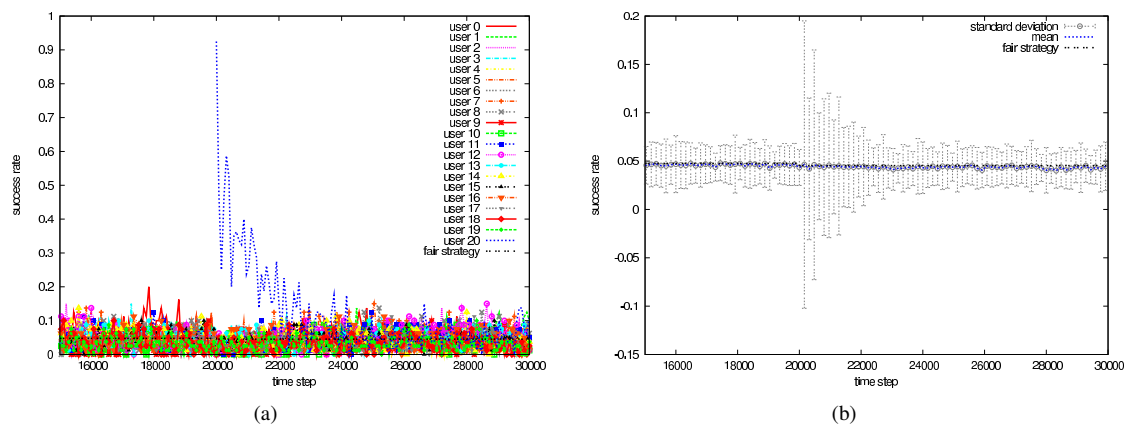 success rate
1
0.9
0.8
0.7
0.6
0.5
0.4
0.3
0.2
0.1
0
16000 18000 20000 22000 24000 26000 28000 30000
time step
user 0
user 1
user 2
user 3
user 4
user 5
user 6
user 7
user 8
user 9
user 10
user 11
user 12
user 13
user 14
user 15
user 16
user 17
user 18
user 19
user 20
fair strategy
(a)
success rate
0.2
0.15
0.1
0.05
0
-0.05
-0.1
-0.15
16000 18000 20000 22000 24000 26000 28000 30000
time step
standard deviation
mean
fair strategy
(b)